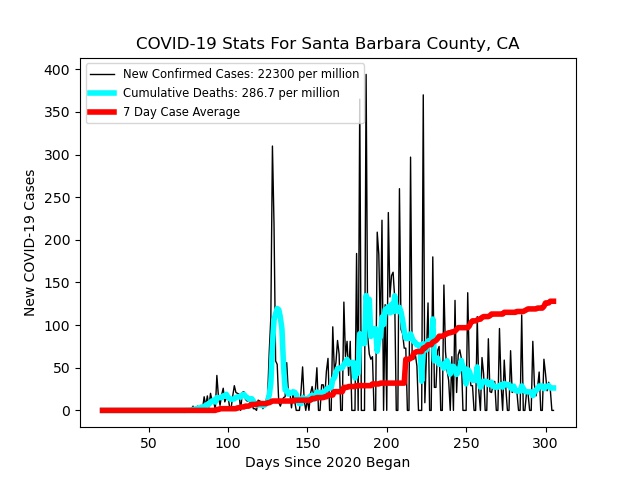 COVID-19 Stats For Santa Barbara County, CA
New Confirmed Cases: 22300 per million
Cumulative Deaths: 286.7 per million
7 Day Case Average
New COVID-19 Cases
400
350
300
250
200
150
100
50
0
50 100 150 200 250 300
Days Since 2020 Began